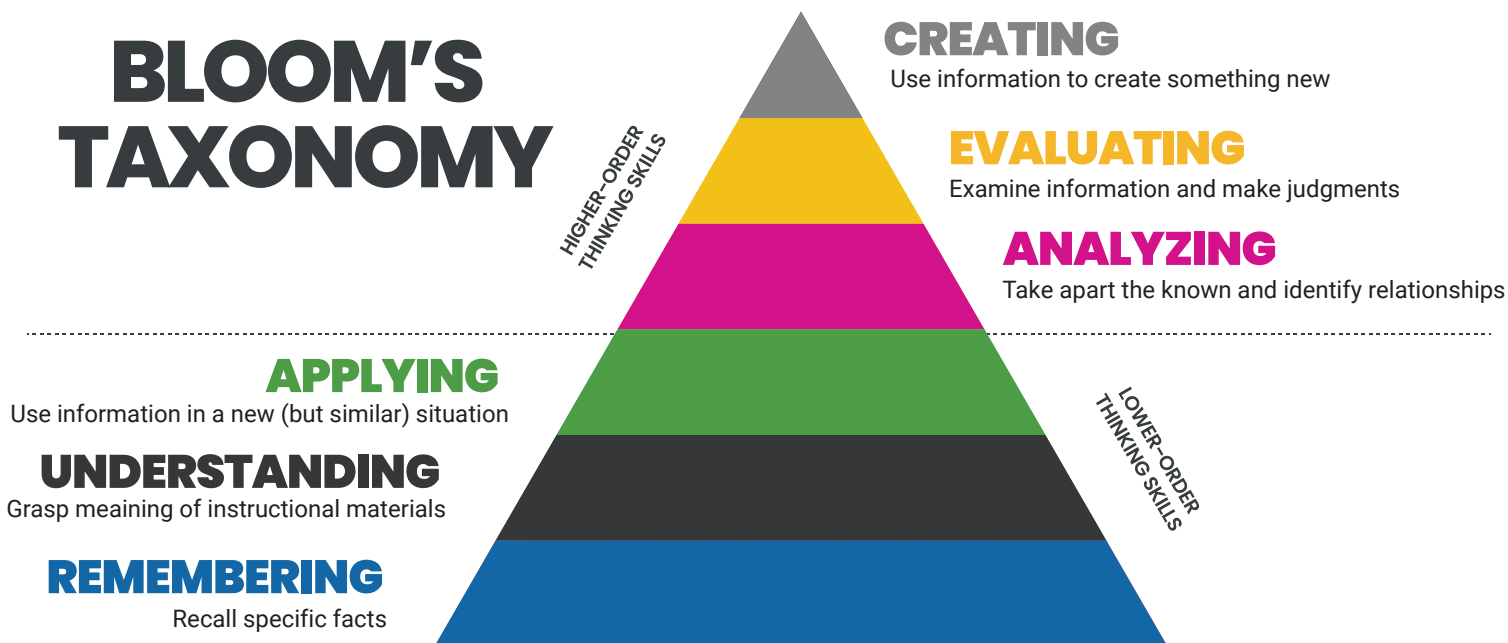 BLOOM'S
TAXONOMY
CREATING
Use information to create something new
HIGHER-ORDER
THINKING SKILLS
EVALUATING
Examine information and make judgments
ANALYZING
Take apart the known and identify relationships
APPLYING
Use information in a new (but similar) situation
LOWER-ORDER
THINKING SKILLS
UNDERSTANDING
Grasp meaining of instructional materials
REMEMBERING
Recall specific facts